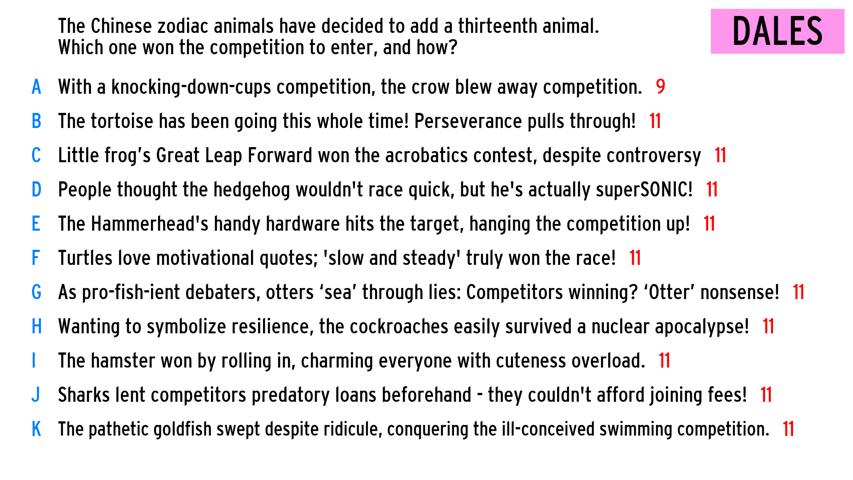 The Chinese zodiac animals have decided to add a thirteenth animal.
Which one won the competition to enter, and how?
DALES
A With a knocking-down-cups competition, the crow blew away competition. 9
B The tortoise has been going this whole time! Perseverance pulls through! 11
C Little frog's Great Leap Forward won the acrobatics contest, despite controversy 11
D People thought the hedgehog wouldn't race quick, but he's actually superSONIC! 11
E The Hammerhead's handy hardware hits the target, hanging the competition up! 11
F Turtles love motivational quotes; 'slow and steady' truly won the race! 11
G As pro-fish-ient debaters, otters ‘sea’ through lies: Competitors winning? ‘Otter’ nonsense! 11
H Wanting to symbolize resilience, the cockroaches easily survived a nuclear apocalypse! 11
I The hamster won by rolling in, charming everyone with cuteness overload. 11
J Sharks lent competitors predatory loans beforehand - they couldn't afford joining fees! 11
K The pathetic goldfish swept despite ridicule, conquering the ill-conceived swimming competition. 11